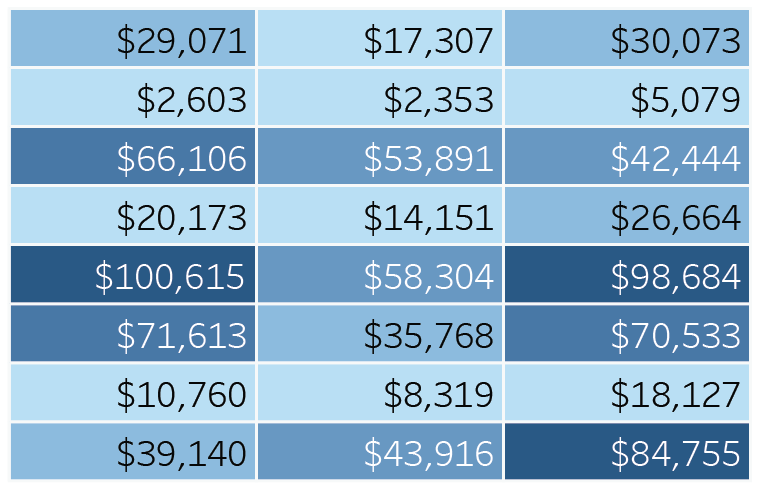 $29,071 $17,307 $30,073
$2,603 $2,353 $5,079
$66,106 $53,891 $42,444
$20,173 $14,151 $26,664
$100,615 $58,304 $98,684
$71,613 $35,768 $70,533
$10,760 $8,319 $18,127
$39,140 $43,916 $84,755